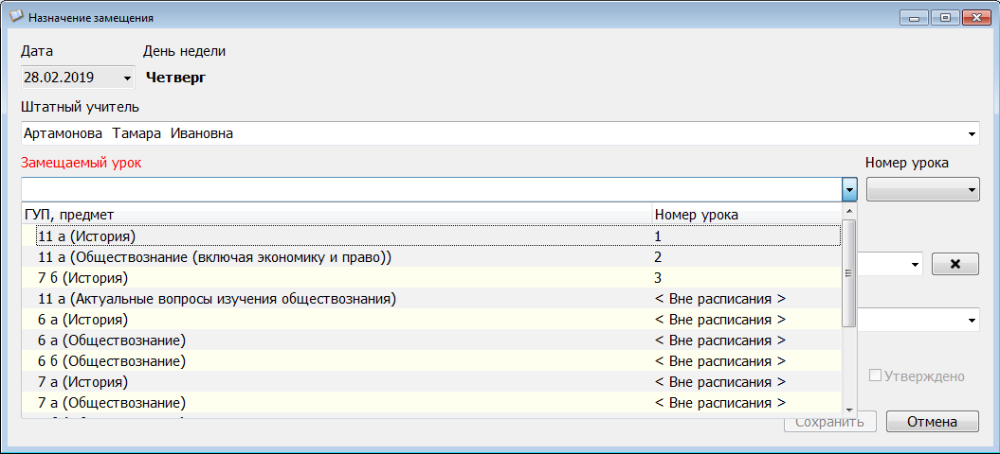 Назначение замещения
Дата День недели
28.02.2019 Четверг
Штатный учитель
Артамонова Тамара Ивановна
Замещаемый урок Номер урока
ГУП, предмет Номер урока
11 а (История) 1
11 а (Обществознание (включая экономику и право)) 2
7 б (История) 3
11 а (Актуальные вопросы изучения обществознания) < Вне расписания >
6 а (История) < Вне расписания >
6 а (Обществознание) < Вне расписания >
6 б (Обществознание) < Вне расписания >
7 а (История) < Вне расписания >
Утверждено
7 а (Обществознание) < Вне расписания >
Сохранить Отмена